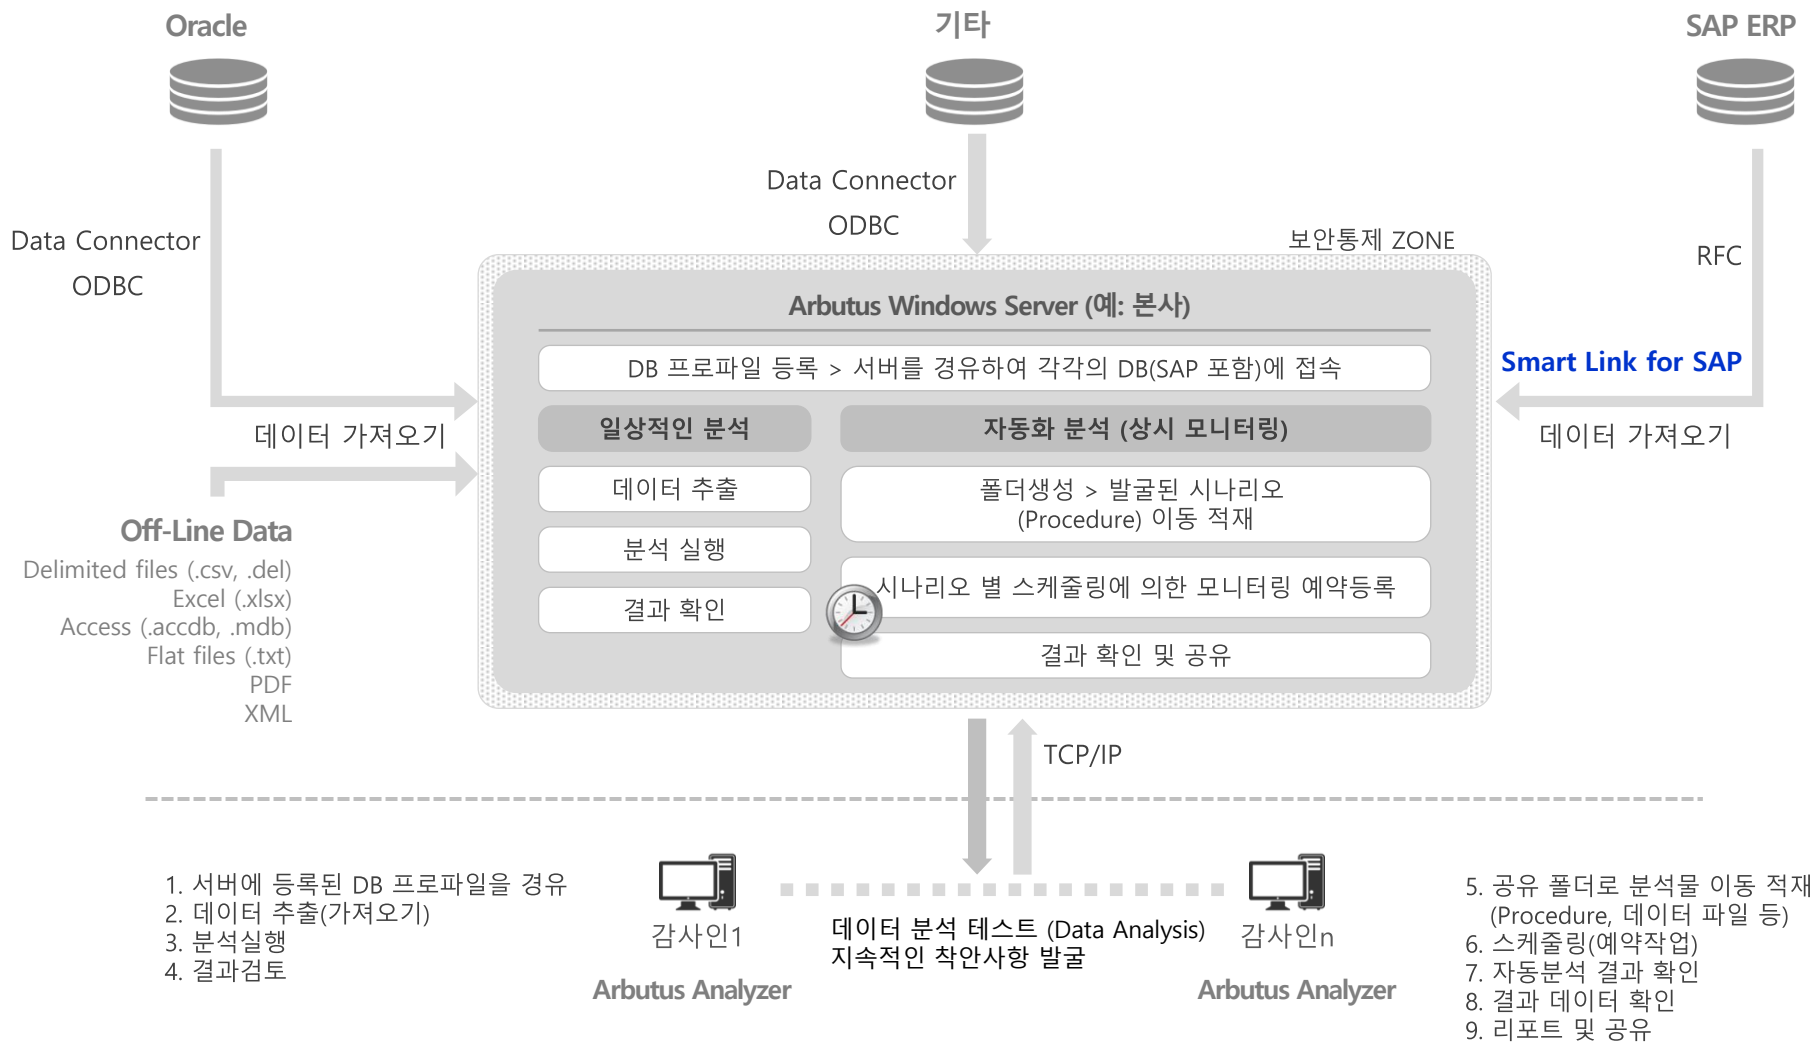 Oracle
기타
SAP ERP
Data Connector
ODBC
Data Connector
ODBC
보안통제 ZONE
RFC
Smart Link for SAP
데이터 가져오기
데이터 가져오기
Arbutus Windows Server (예: 본사)
DB 프로파일 등록 > 서버를 경유하여 각각의 DB(SAP 포함)에 접속
일상적인 분석
데이터 추출
분석 실행
결과 확인
자동화 분석 (상시 모니터링)
폴더생성 > 발굴된 시나리오
(Procedure) 이동 적재
시나리오 별 스케줄링에 의한 모니터링 예약등록
결과 확인 및 공유
Off-Line Data
Delimited files (.csv, .del)
Excel (.xlsx)
Access (.accdb, .mdb)
Flat files (.txt)
PDF
XML
TCP/IP
1. 서버에 등록된 DB 프로파일을 경유
2. 데이터 추출(가져오기)
3. 분석실행
4. 결과검토
감사인1
Arbutus Analyzer
데이터 분석 테스트 (Data Analysis)
지속적인 착안사항 발굴
감사인n
Arbutus Analyzer
5. 공유 폴더로 분석물 이동 적재
(Procedure, 데이터 파일 등)
6. 스케줄링(예약작업)
7. 자동분석 결과 확인
8. 결과 데이터 확인
9. 리포트 및 공유